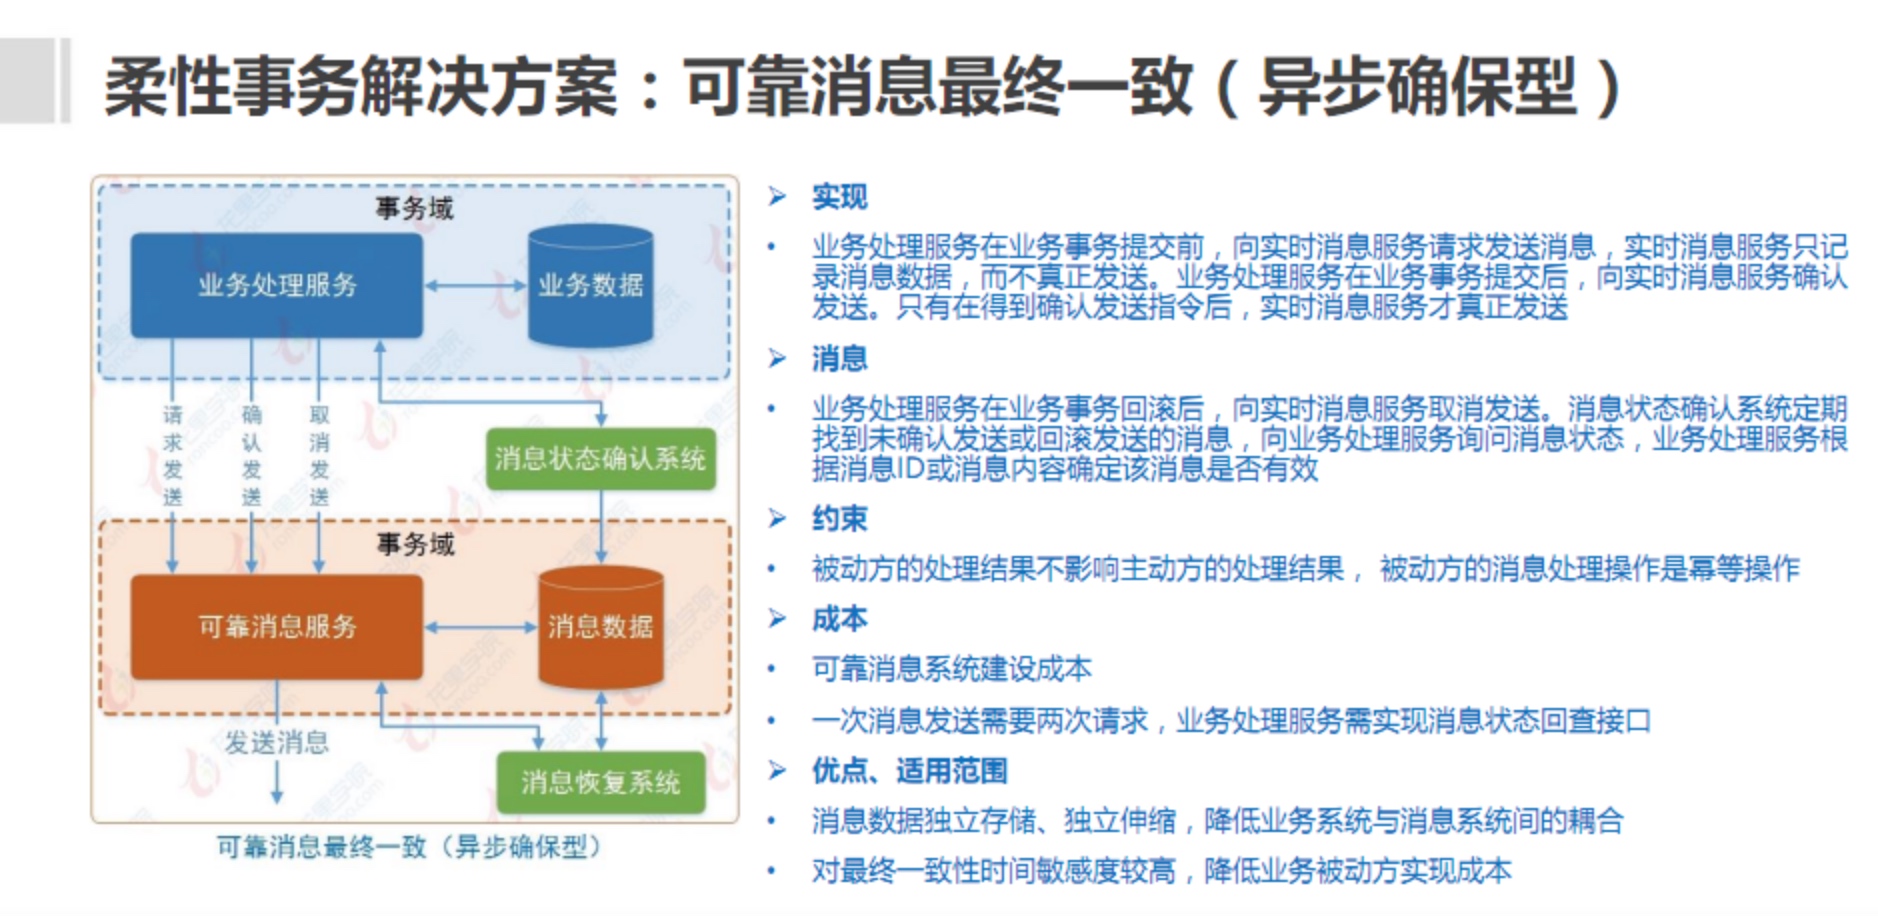 柔性事务解决方案：可靠消息最终一致（异步确保型）
事务域
业务处理服务
业务数据
请求发送
确认发送
取消发送
消息状态确认系统
事务域
可靠消息服务
消息数据
发送消息
消息恢复系统
可靠消息最终一致（异步确保型）
➢ 实现
• 业务处理服务在业务事务提交前，向实时消息服务请求发送消息，实时消息服务只记
录消息数据，而不真正发送。业务处理服务在业务事务提交后，向实时消息服务确认
发送。只有在得到确认发送指令后，实时消息服务才真正发送
➢ 消息
• 业务处理服务在业务事务回滚后，向实时消息服务取消发送。消息状态确认系统定期
找到未确认发送或回滚发送的消息，向业务处理服务询问消息状态，业务处理服务根
据消息ID或消息内容确定该消息是否有效
➢ 约束
• 被动方的处理结果不影响主动方的处理结果， 被动方的消息处理操作是幂等操作
➢ 成本
• 可靠消息系统建设成本
• 一次消息发送需要两次请求，业务处理服务需实现消息状态回查接口
➢ 优点、适用范围
• 消息数据独立存储、独立伸缩，降低业务系统与消息系统间的耦合
• 对最终一致性时间敏感度较高，降低业务被动方实现成本